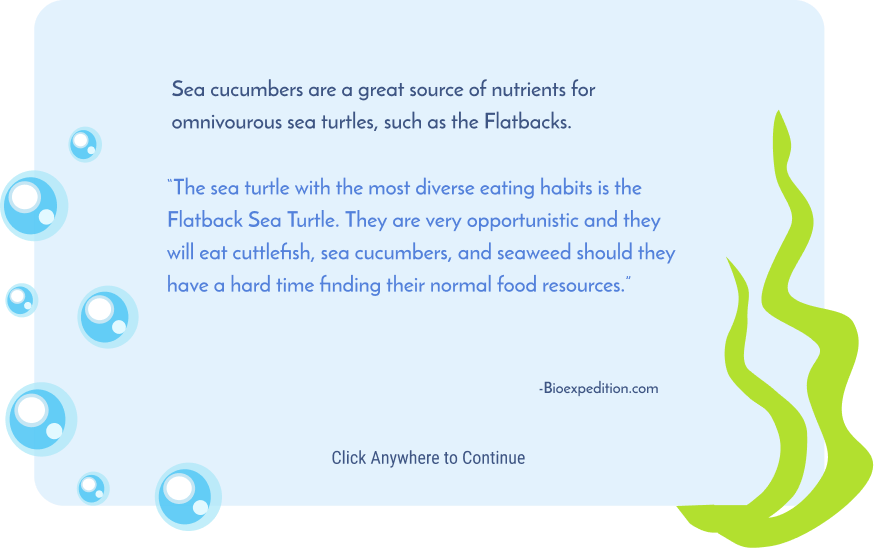 Sea cucumbers are a great source of nutrients for
omnivourous sea turtles, such as the Flatbacks.
“The sea turtle with the most diverse eating habits is the
Flatback Sea Turtle. They are very opportunistic and they
will eat cuttlefish, sea cucumbers, and seaweed should they
have a hard time finding their normal food resources.”
-Bioexpedition.com
Click Anywhere to Continue